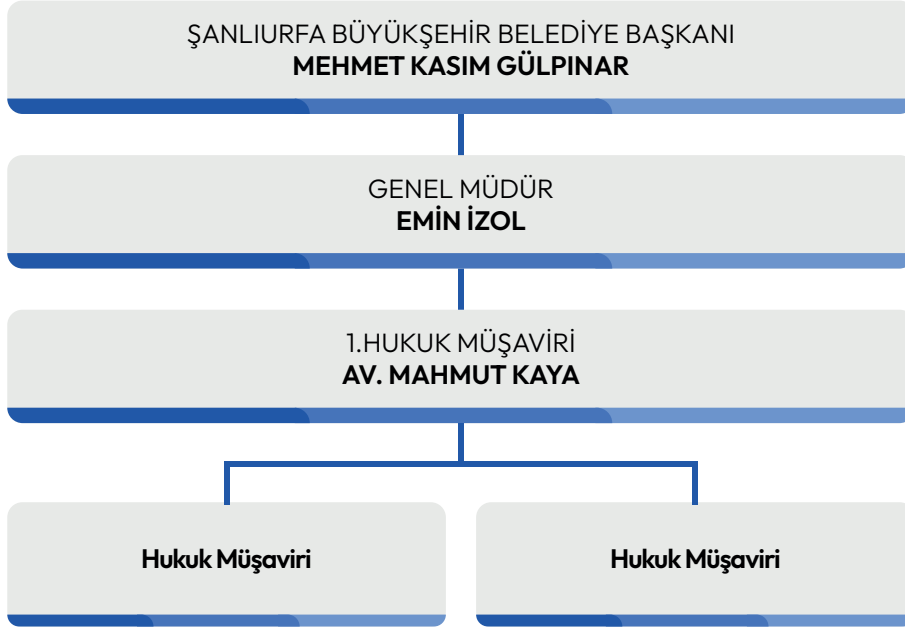 ŞANLIURFA BÜYÜKŞEHİR BELEDİYE BAŞKANI
MEHMET KASIM GÜLPINAR
GENEL MÜDÜR
EMİN İZOL
1.HUKUK MÜŞAVİRİ
AV. MAHMUT KAYA
Hukuk Müşaviri
Hukuk Müşaviri